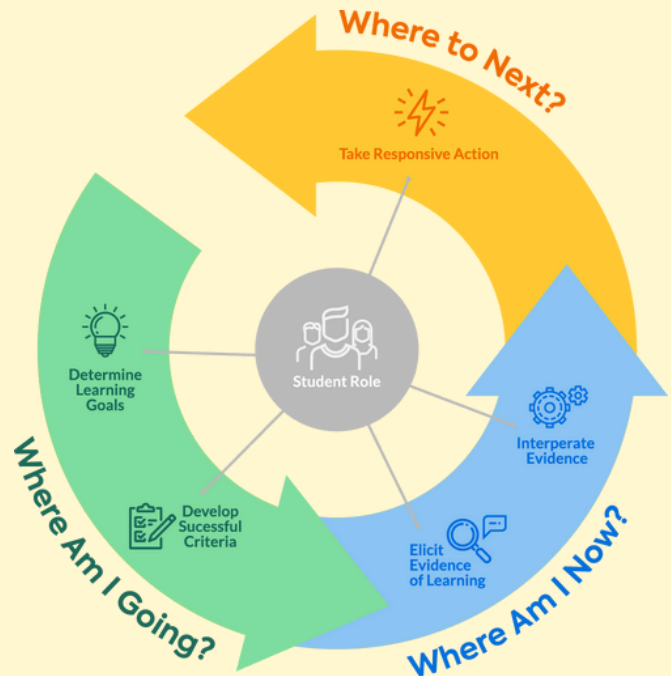 Where to Next?
Take Responsive Action
Determine
Learning
Goals
Student Role
Interperate
Evidence
Develop
Sucessful
Criteria
Elicit
Evidence
of Learning
Where Am I Going?
Where Am I Now?